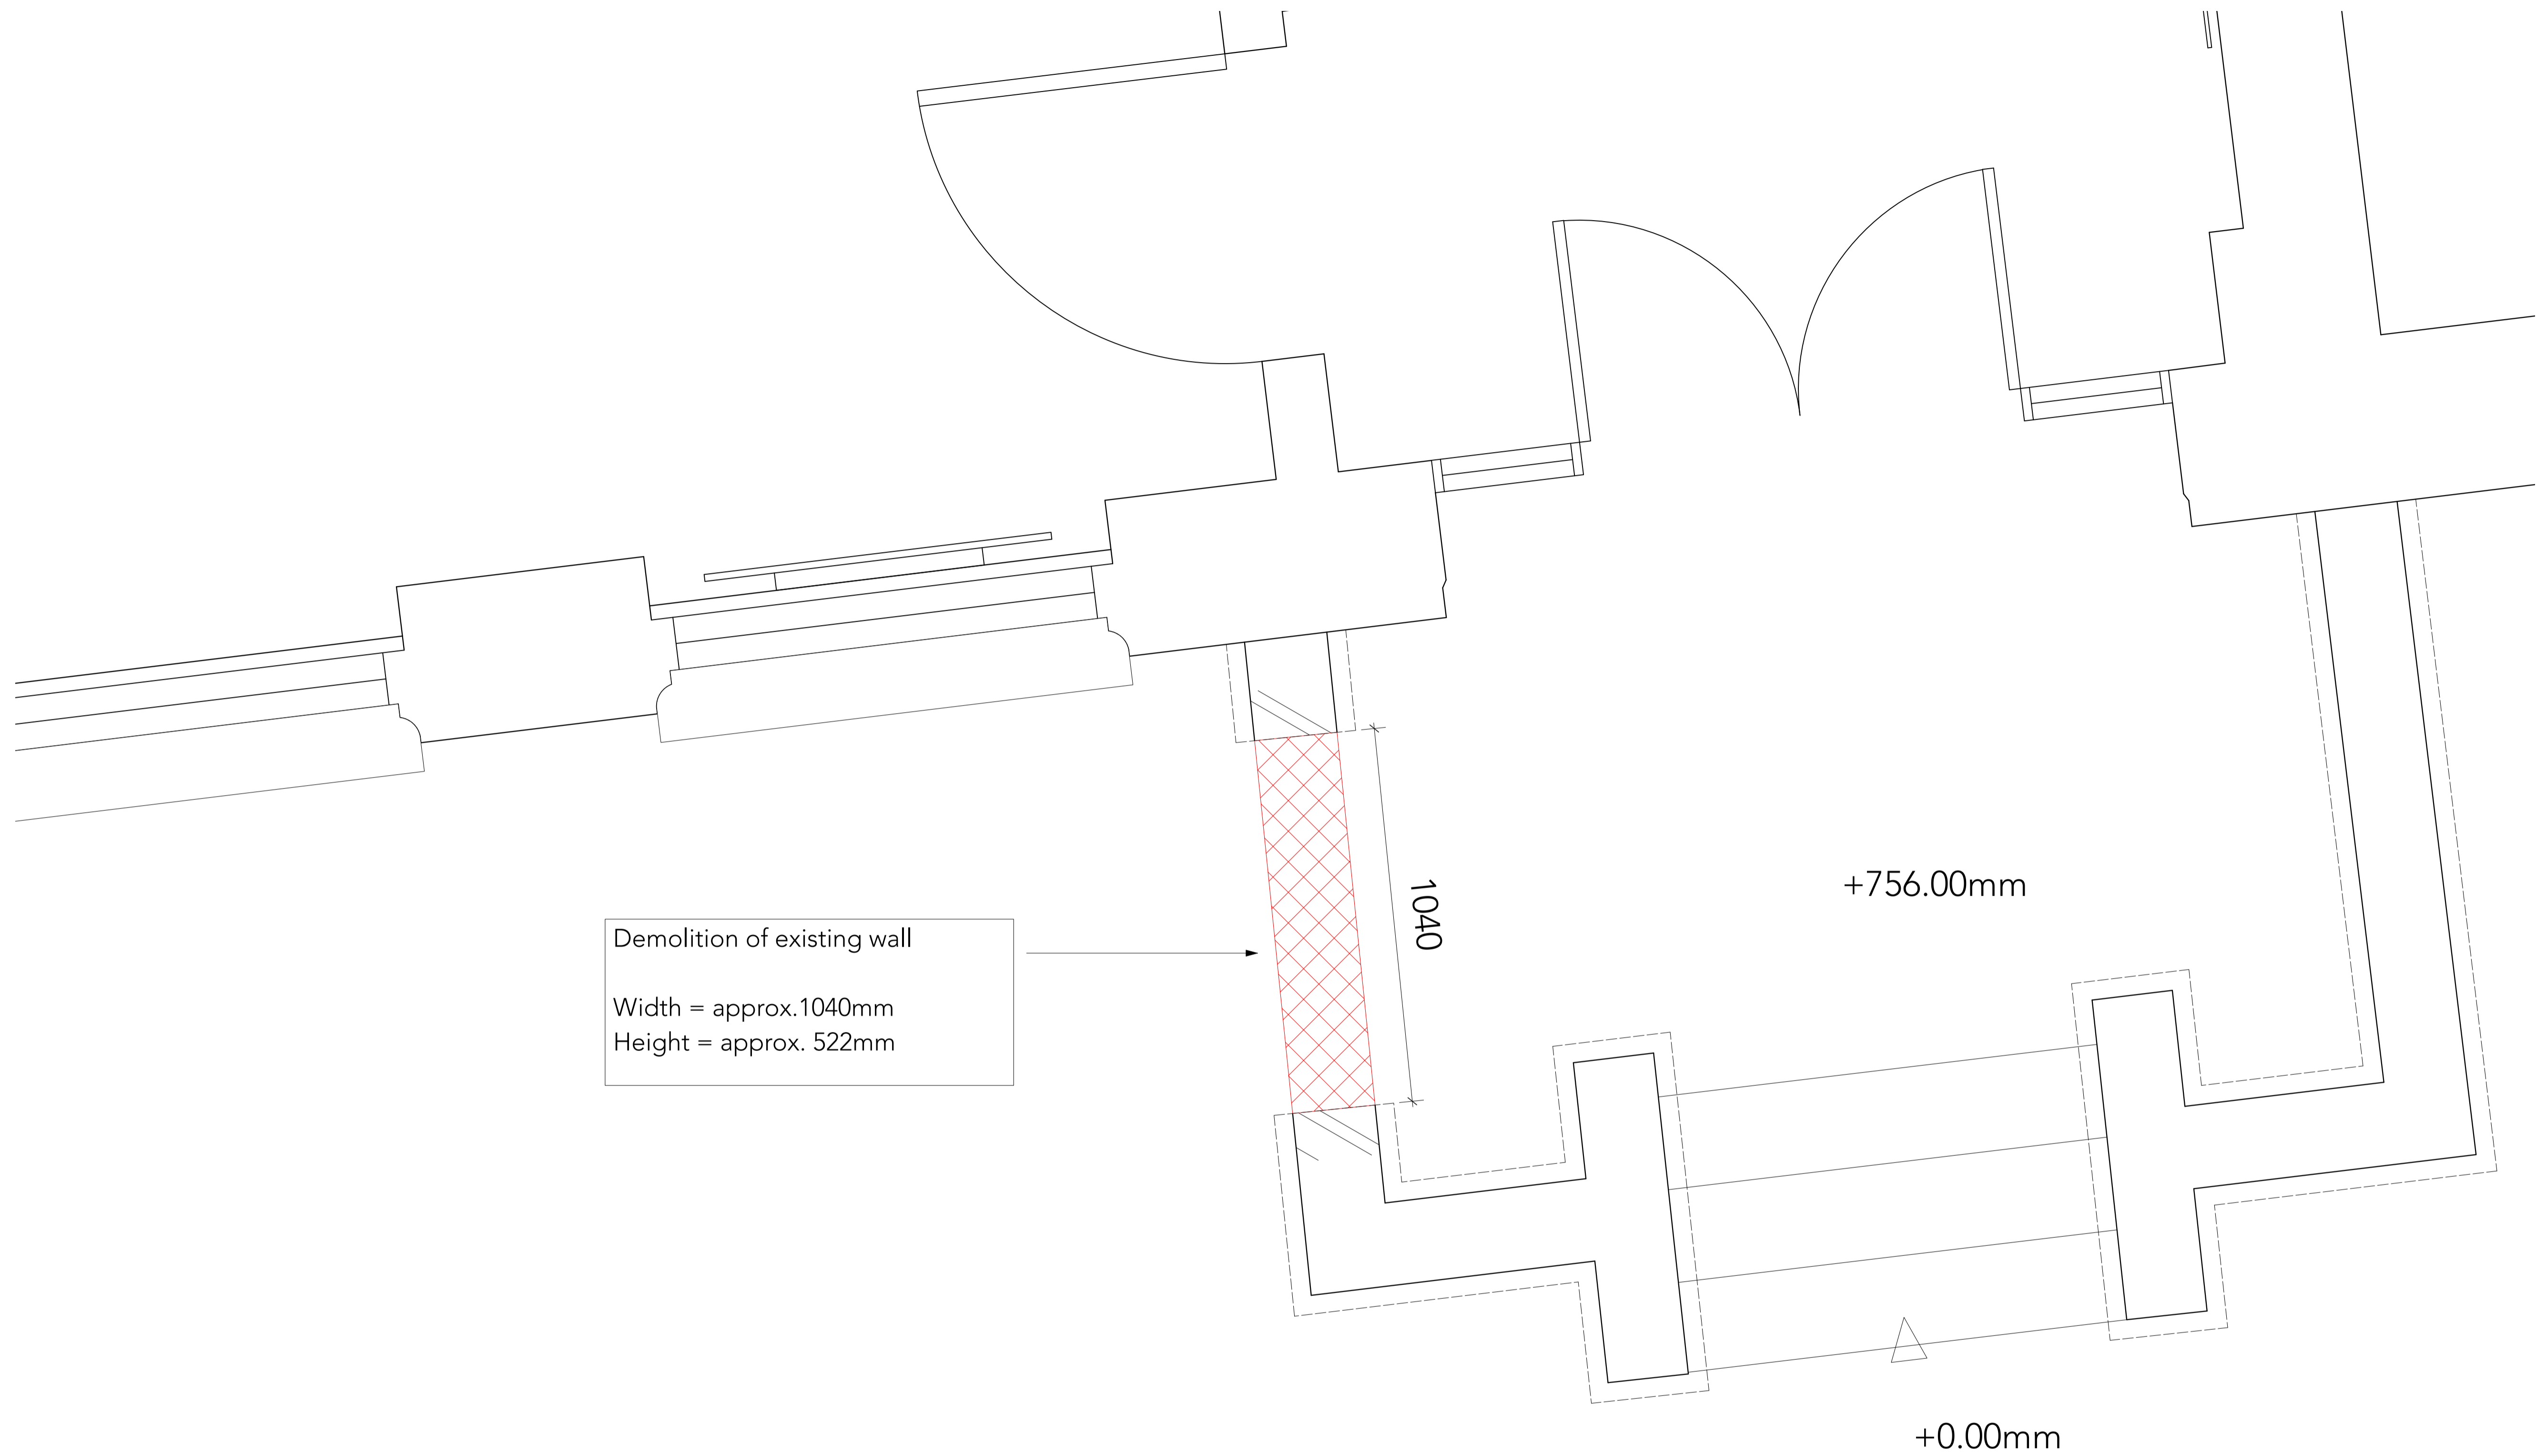 Demolition of existing wall
Width = approx.1040mm
Height = approx. 522mm
1040
+756.00mm
+0.00mm